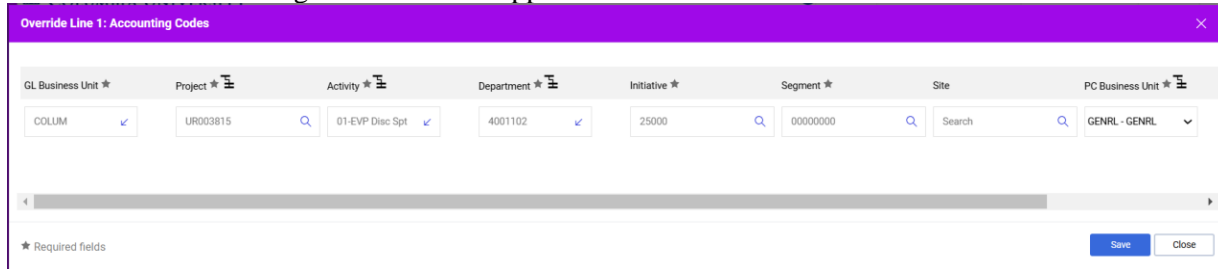 Override Line 1: Accounting Codes
GL Business Unit ★ Project ★ Activity ★ Department ★ Initiative ★ Segment ★ Site PC Business Unit ★
COLUM UR003815 01-EVP Disc Spt 4001102 25000 00000000 Search GENRL - GENRL
★ Required fields Save Close